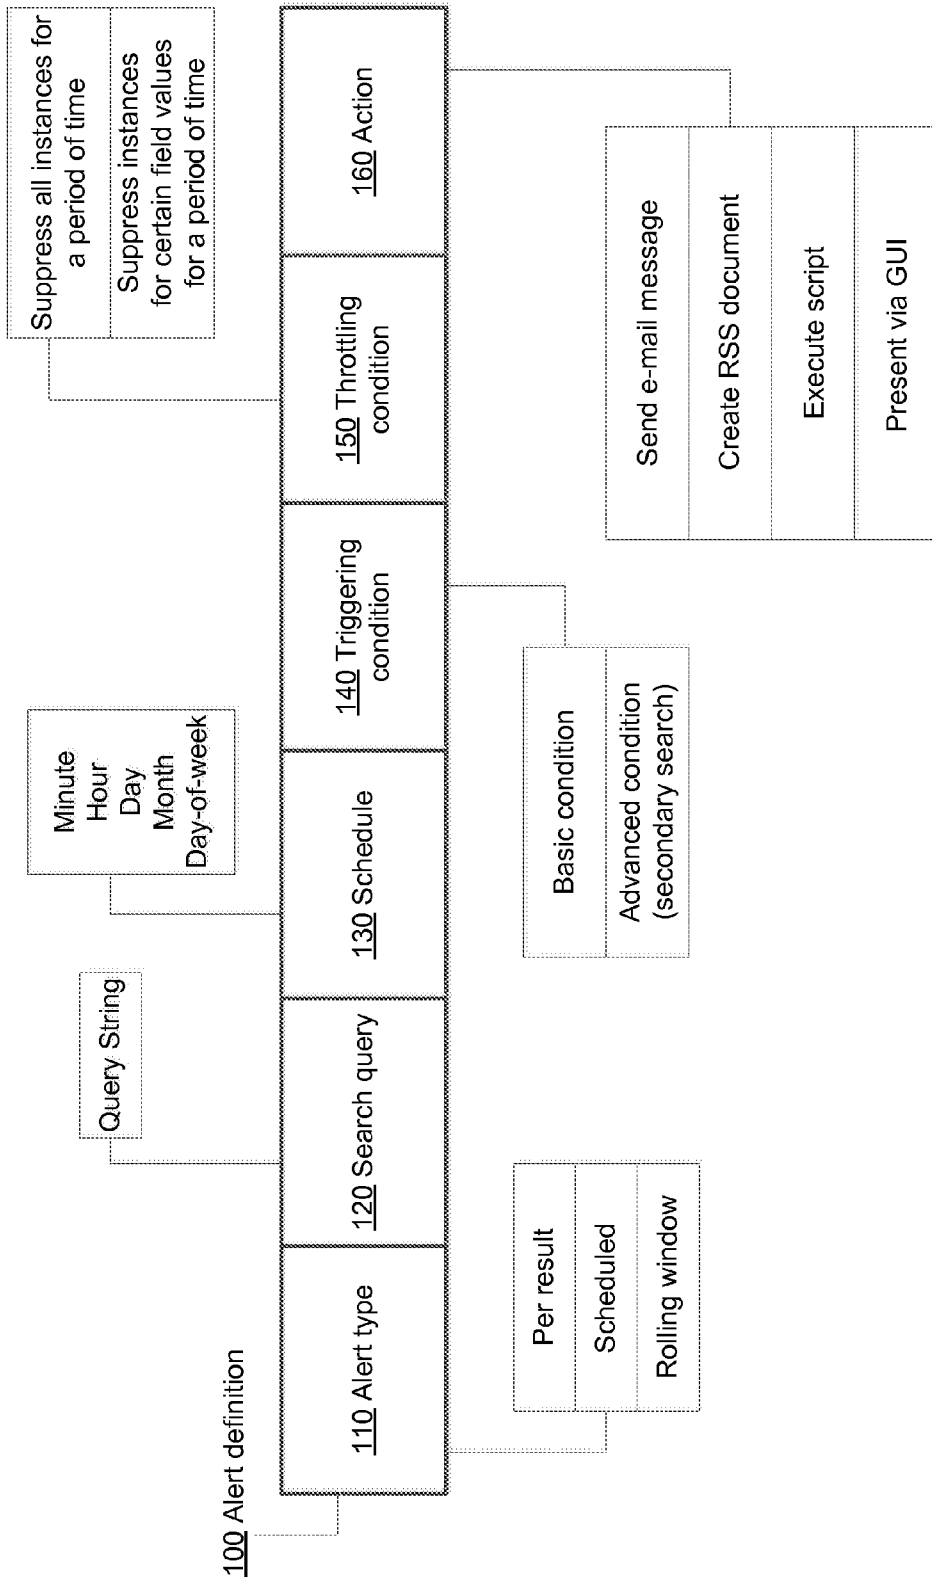 100 Alert definition
110 Alert type
120 Search query
130 Schedule
140 Triggering
condition
150 Throttling
condition
160 Action
Query String
Minute
Hour
Day
Month
Day-of-week
Suppress all instances for
a period of time
Suppress instances
for certain field values
for a period of time
Per result
Scheduled
Rolling window
Basic condition
Advanced condition
(secondary search)
Send e-mail message
Create RSS document
Execute script
Present via GUI